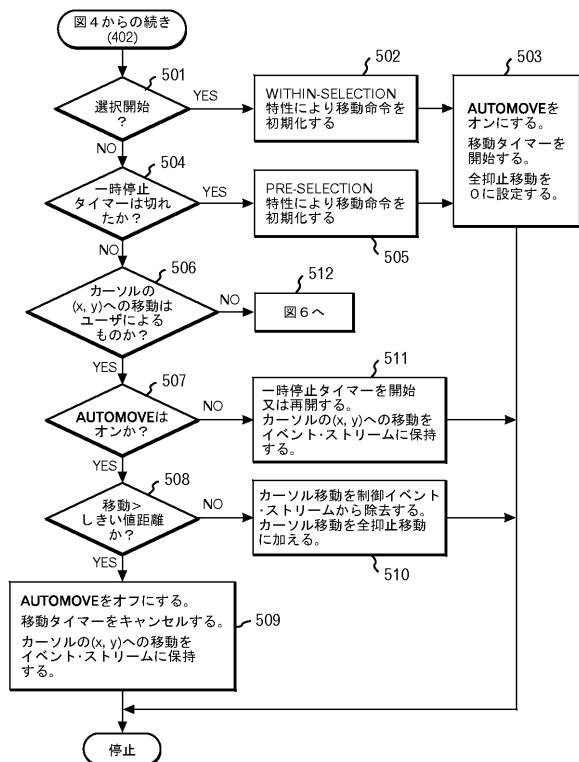 図4からの続き
(402)
501
選択開始
?
YES
NO
502
WITHIN-SELECTION
特性により移動命令を
初期化する
503
AUTOMOVEを
オンにする。
移動タイマーを
開始する。
全抑止移動を
0に設定する。
504
一時停止
タイマーは切れ
たか?
YES
NO
PRE-SELECTION
特性により移動命令を
初期化する
505
506
カーソルの
(x, y)への移動は
ユーザによる
ものか?
NO
YES
512
図6へ
507
AUTOMOVEは
オンか?
NO
YES
511
一時停止タイマーを開始
又は再開する。
カーソルの(x, y)への移動を
イベント・ストリームに保持
する。
508
移動>
しきい値距離
か?
NO
YES
カーソル移動を制御イベント
・ストリームから除去する。
カーソル移動を全抑止移動
に加える。
510
AUTOMOVEをオフにする。
移動タイマーをキャンセルする。
カーソルの(x, y)への移動を
イベント・ストリームに保持
する。
509
停止